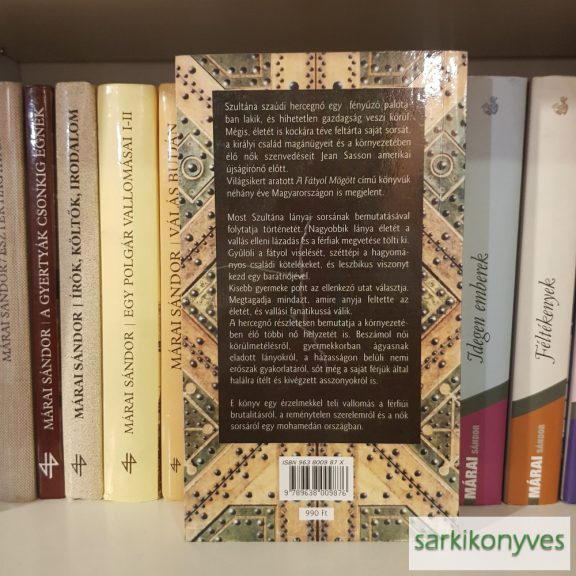 MÁRAI SÁNDOR
MÁRAI SÁNDOR | A GYERTYÁK CSONKIG ÉGNEK
MÁRAI SÁNDOR | ÍRÓK, KÖLTŐK, IRODALOM
MÁRAI SÁNDOR | EGY POLGÁR VALLOMÁSAI I-II
MÁRAI SÁNDOR | VÁLÁS BUDÁN
Szultána szaúdi hercegnő egy fényűző palotá
ban lakik, és hihetetlen gazdagság veszi körül.
Mégis, életét is kockára téve feltárta saját sorsát,
a királyi család magánügyeit és a környezetében
élő nők szenvedéseit Jean Sasson amerikai
újságírónő előtt.
Világsikert aratott A Fátyol Mögött című könyvük
néhány éve Magyarországon is megjelent.
Most Szultána lányai sorsának bemutatásával
folytatja történetét. Nagyobbik lánya életét a
vallás elleni lázadás és a férfiak megvetése tölti ki.
Gyűlöli a fátyol viselését, széttépi a hagyomá-
nyos családi kötelékeket, és leszbikus viszonyt
kezd egy barátnőjével.
Kisebb gyermeke pont az ellenkező utat választja.
Megtagadja mindazt, amire anyja feltette az
életét, és vallási fanatikussá válik.
A hercegnő részletesen bemutatja a környezeté-
ben élő többi nő helyzetét is. Beszámol női
körülmetélésről, gyermekkorban ágyasnak
eladott lányokról, a házasságon belüli nemi
erőszak gyakorlatáról, sőt még a saját férjük által
halálra ítélt és kivégzett asszonyokról is.
E könyv egy érzelmekkel teli vallomás a férfiúi
brutalitásról, a reménytelen szerelemről és a nők
sorsáról egy mohamedán országban.
ISBN 963 8009 87 X
9 789638 009876
990 Ft
Idegen emberek
MÁRAI SÁNDOR
Féltékenyek
MÁRAI SÁNDOR
sarkikonyves